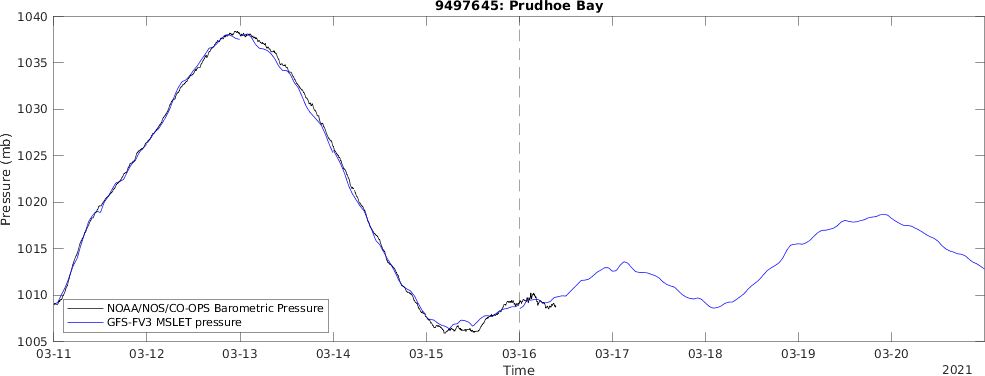 9497645: Prudhoe Bay
1040
1035
1030
1025
1020
1015
1010
1005
Pressure (mb)
NOAA/NOS/CO-OPS Barometric Pressure
GFS-FV3 MSLET pressure
03-11 03-12 03-13 03-14 03-15 03-16 03-17 03-18 03-19 03-20
Time
2021